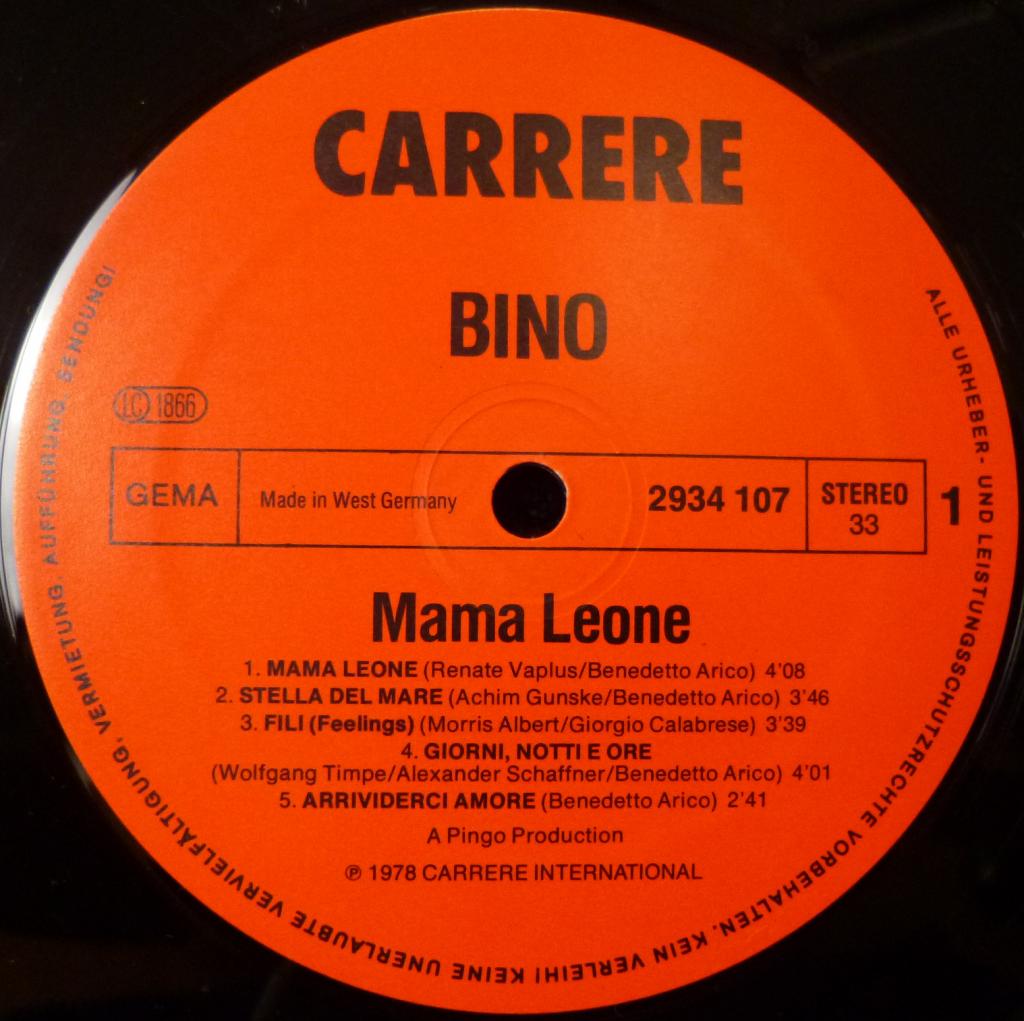 CARRERE
BINO
LC 1866
GEMA
Made in West Germany
2934 107
STEREO
33
1
Mama Leone
1. MAMA LEONE (Renate Vaplus/Benedetto Arico) 4'08
2. STELLA DEL MARE (Achim Gunske/Benedetto Arico) 3'46
3. FILI (Feelings) (Morris Albert/Giorgio Calabrese) 3'39
4. GIORNI, NOTTI E ORE
(Wolfgang Timpe/Alexander Schaffner/Benedetto Arico) 4'01
5. ARRIVIDERCI AMORE (Benedetto Arico) 2'41
A Pingo Production
℗ 1978 CARRERE INTERNATIONAL
ALLE URHEBER- UND LEISTUNGSSCHUTZRECHTE VORBEHALTEN. KEIN VERLEIH! KEINE UNERLAUBTE VERVIELFÄLTIGUNG, VERMIETUNG, AUFFÜHRUNG, SENDUNG!